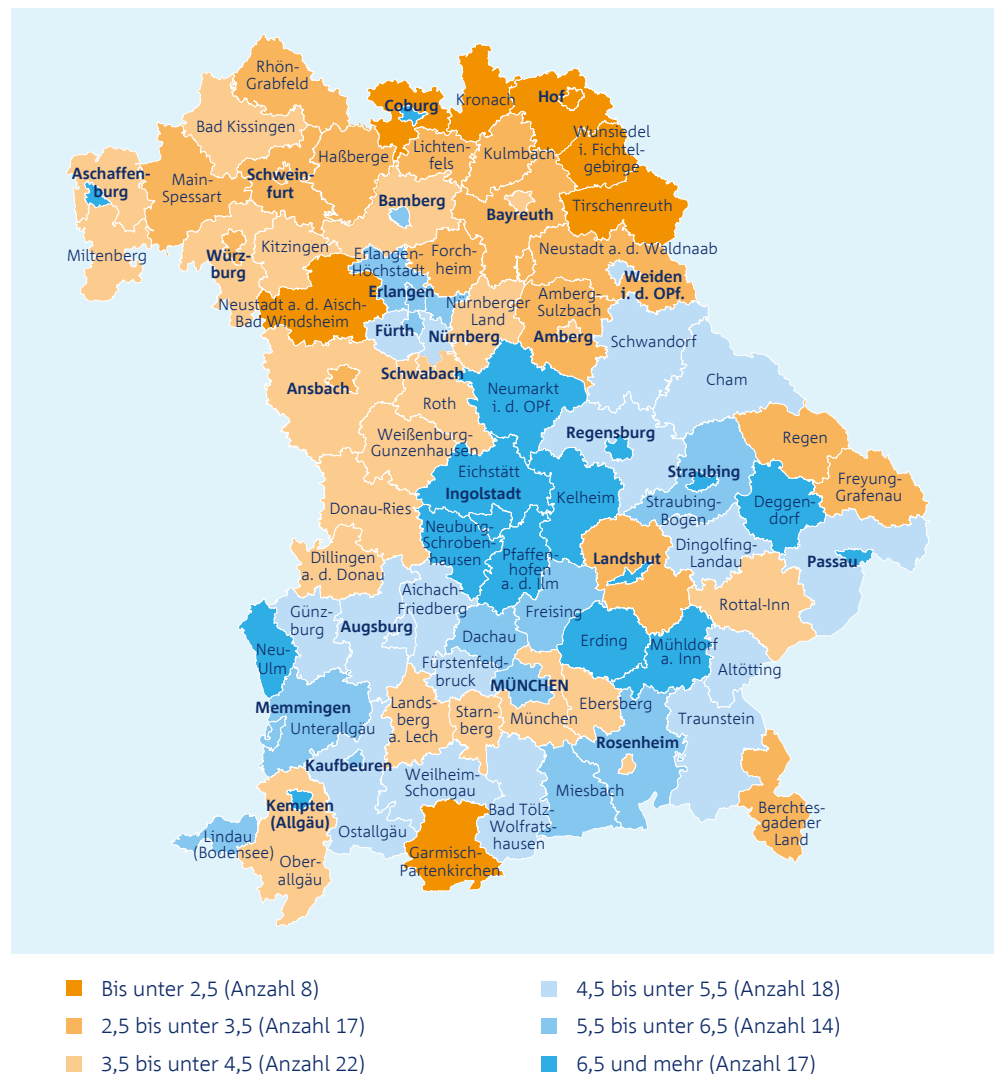 Rhön-
Grabfeld
Coburg
Kronach
Hof
Bad Kissingen
Wunsiedel
i. Fichtel-
gebirge
Haßberge
Lichten-
fels
Kulmbach
Aschaffen-
burg
Main-
Spessart
Schwein-
furt
Bamberg
Bayreuth
Tirschenreuth
Miltenberg
Würz-
burg
Kitzingen
Erlangen-
Höchstadt
Forch-
heim
Neustadt a. d. Waldnaab
Erlangen
Weiden
i. d. OPf.
Neustadt a. d. Aisch-
Bad Windsheim
Fürth
Nürnberg
Nürnberger
Land
Amberg-
Sulzbach
Amberg
Schwandorf
Ansbach
Schwabach
Roth
Neumarkt
i. d. OPf.
Cham
Weißenburg-
Gunzenhausen
Regensburg
Regen
Eichstätt
Ingolstadt
Kelheim
Straubing
Straubing-
Bogen
Deggen-
dorf
Freyung-
Grafenau
Donau-Ries
Neuburg-
Schroben-
hausen
Pfaffen-
hofen
a. d. Ilm
Landshut
Dingolfing-
Landau
Passau
Dillingen
a. d. Donau
Aichach-
Friedberg
Freising
Rottal-Inn
Günz-
burg
Augsburg
Dachau
Erding
Mühldorf
a. Inn
Neu-
Ulm
Fürstenfeld-
bruck
MÜNCHEN
Altötting
Memmingen
Unterallgäu
Lands-
berg
a. Lech
Starn-
berg
München
Ebersberg
Traunstein
Kaufbeuren
Rosenheim
Weilheim-
Schongau
Miesbach
Kempten
(Allgäu)
Ostallgäu
Bad Tölz-
Wolfrats-
hausen
Berchtes-
gadener
Land
Lindau
(Bodensee)
Ober-
allgäu
Garmisch-
Partenkirchen
Bis unter 2,5 (Anzahl 8)
2,5 bis unter 3,5 (Anzahl 17)
3,5 bis unter 4,5 (Anzahl 22)
4,5 bis unter 5,5 (Anzahl 18)
5,5 bis unter 6,5 (Anzahl 14)
6,5 und mehr (Anzahl 17)